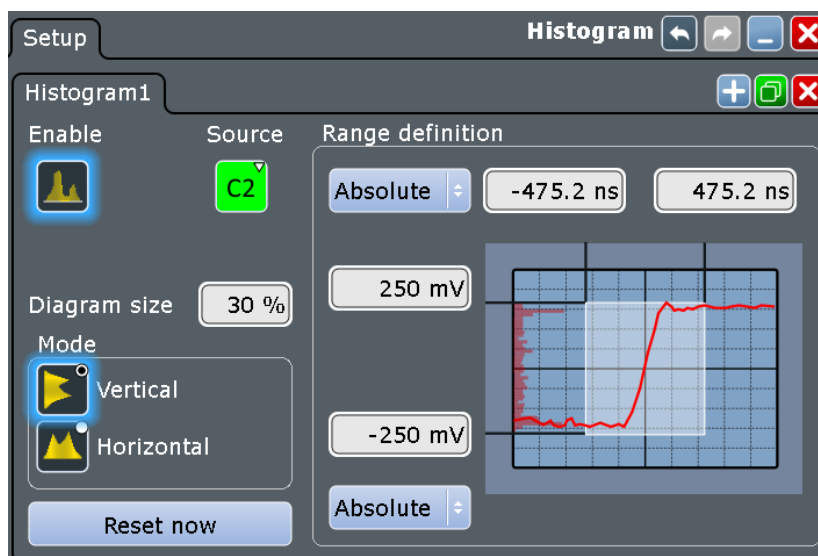 Setup
Histogram
Histogram1
Enable
Source
Range definition
C2
Absolute
-475.2 ns
475.2 ns
250 mV
Diagram size
30 %
Mode
Vertical
-250 mV
Horizontal
Absolute
Reset now